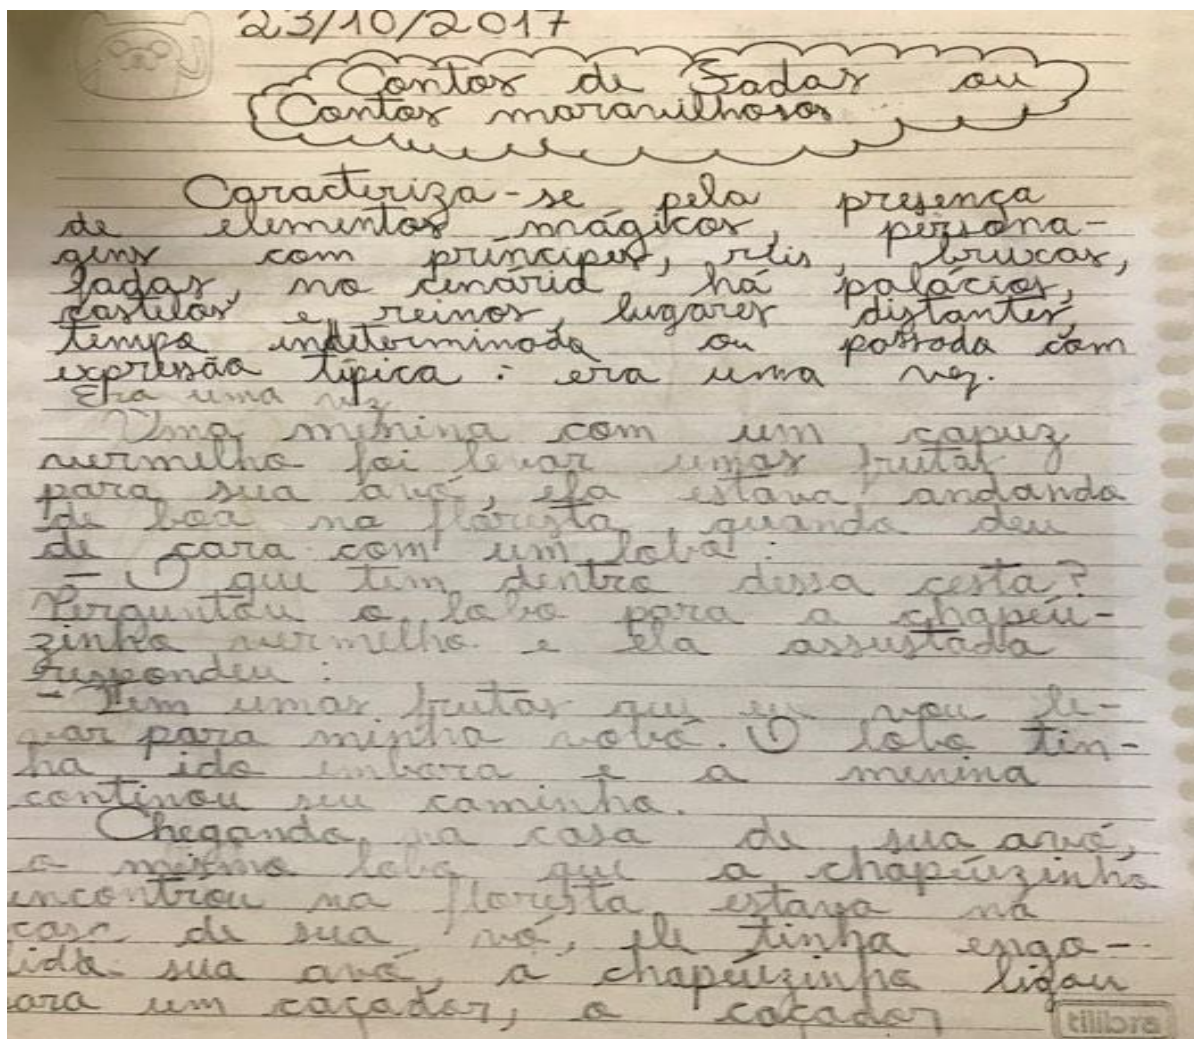 23/10/2017
Contos de Fadas ou
Contos maravilhosos
Caracteriza-se pela presença
de elementos mágicos, persona-
gens com príncipes, reis, bruxas,
fadas, no cenário há palácios,
castelos e reinos, lugares distantes,
tempo indeterminado ou passado com
expressão típica : era uma vez.
Era uma vez
Uma menina com um capuz
vermelho foi levar umas frutas
para sua avó, ela estava andando
de boa na floresta, quando deu
de cara com um lobo:
- O que tem dentro dessa cesta?
Perguntou o lobo para a chapéu-
zinho vermelho e ela assustada
respondeu :
- Tem umas frutas que eu vou le-
var para minha vovó. O lobo tin-
ha ido embora e a menina
continou seu caminho.
Chegando na casa de sua avó,
o mesmo lobo que a chapéuzinho
encontrou na floresta estava na
casa de sua vó, ele tinha engo-
lido sua avó, a chapéuzinho ligou
ara um caçador, o caçador
tilibra